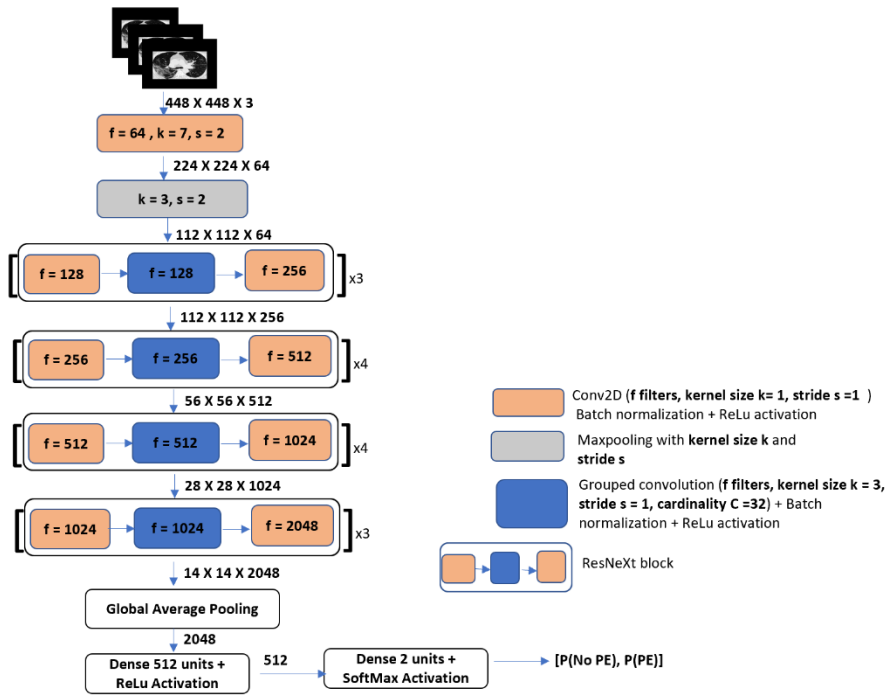 448 X 448 X 3
f = 64 , k = 7, s = 2
224 X 224 X 64
k = 3, s = 2
112 X 112 X 64
f = 128 f = 128 f = 256 x3
112 X 112 X 256
f = 256 f = 256 f = 512 x4
56 X 56 X 512
f = 512 f = 512 f = 1024 x4
28 X 28 X 1024
f = 1024 f = 1024 f = 2048 x3
14 X 14 X 2048
Global Average Pooling
2048
Dense 512 units +
ReLu Activation
512
Dense 2 units +
SoftMax Activation
[P(No PE), P(PE)]
Conv2D (f filters, kernel size k= 1, stride s =1 )
Batch normalization + ReLu activation
Maxpooling with kernel size k and
stride s
Grouped convolution (f filters, kernel size k = 3,
stride s = 1, cardinality C =32) + Batch
normalization + ReLu activation
ResNeXt block